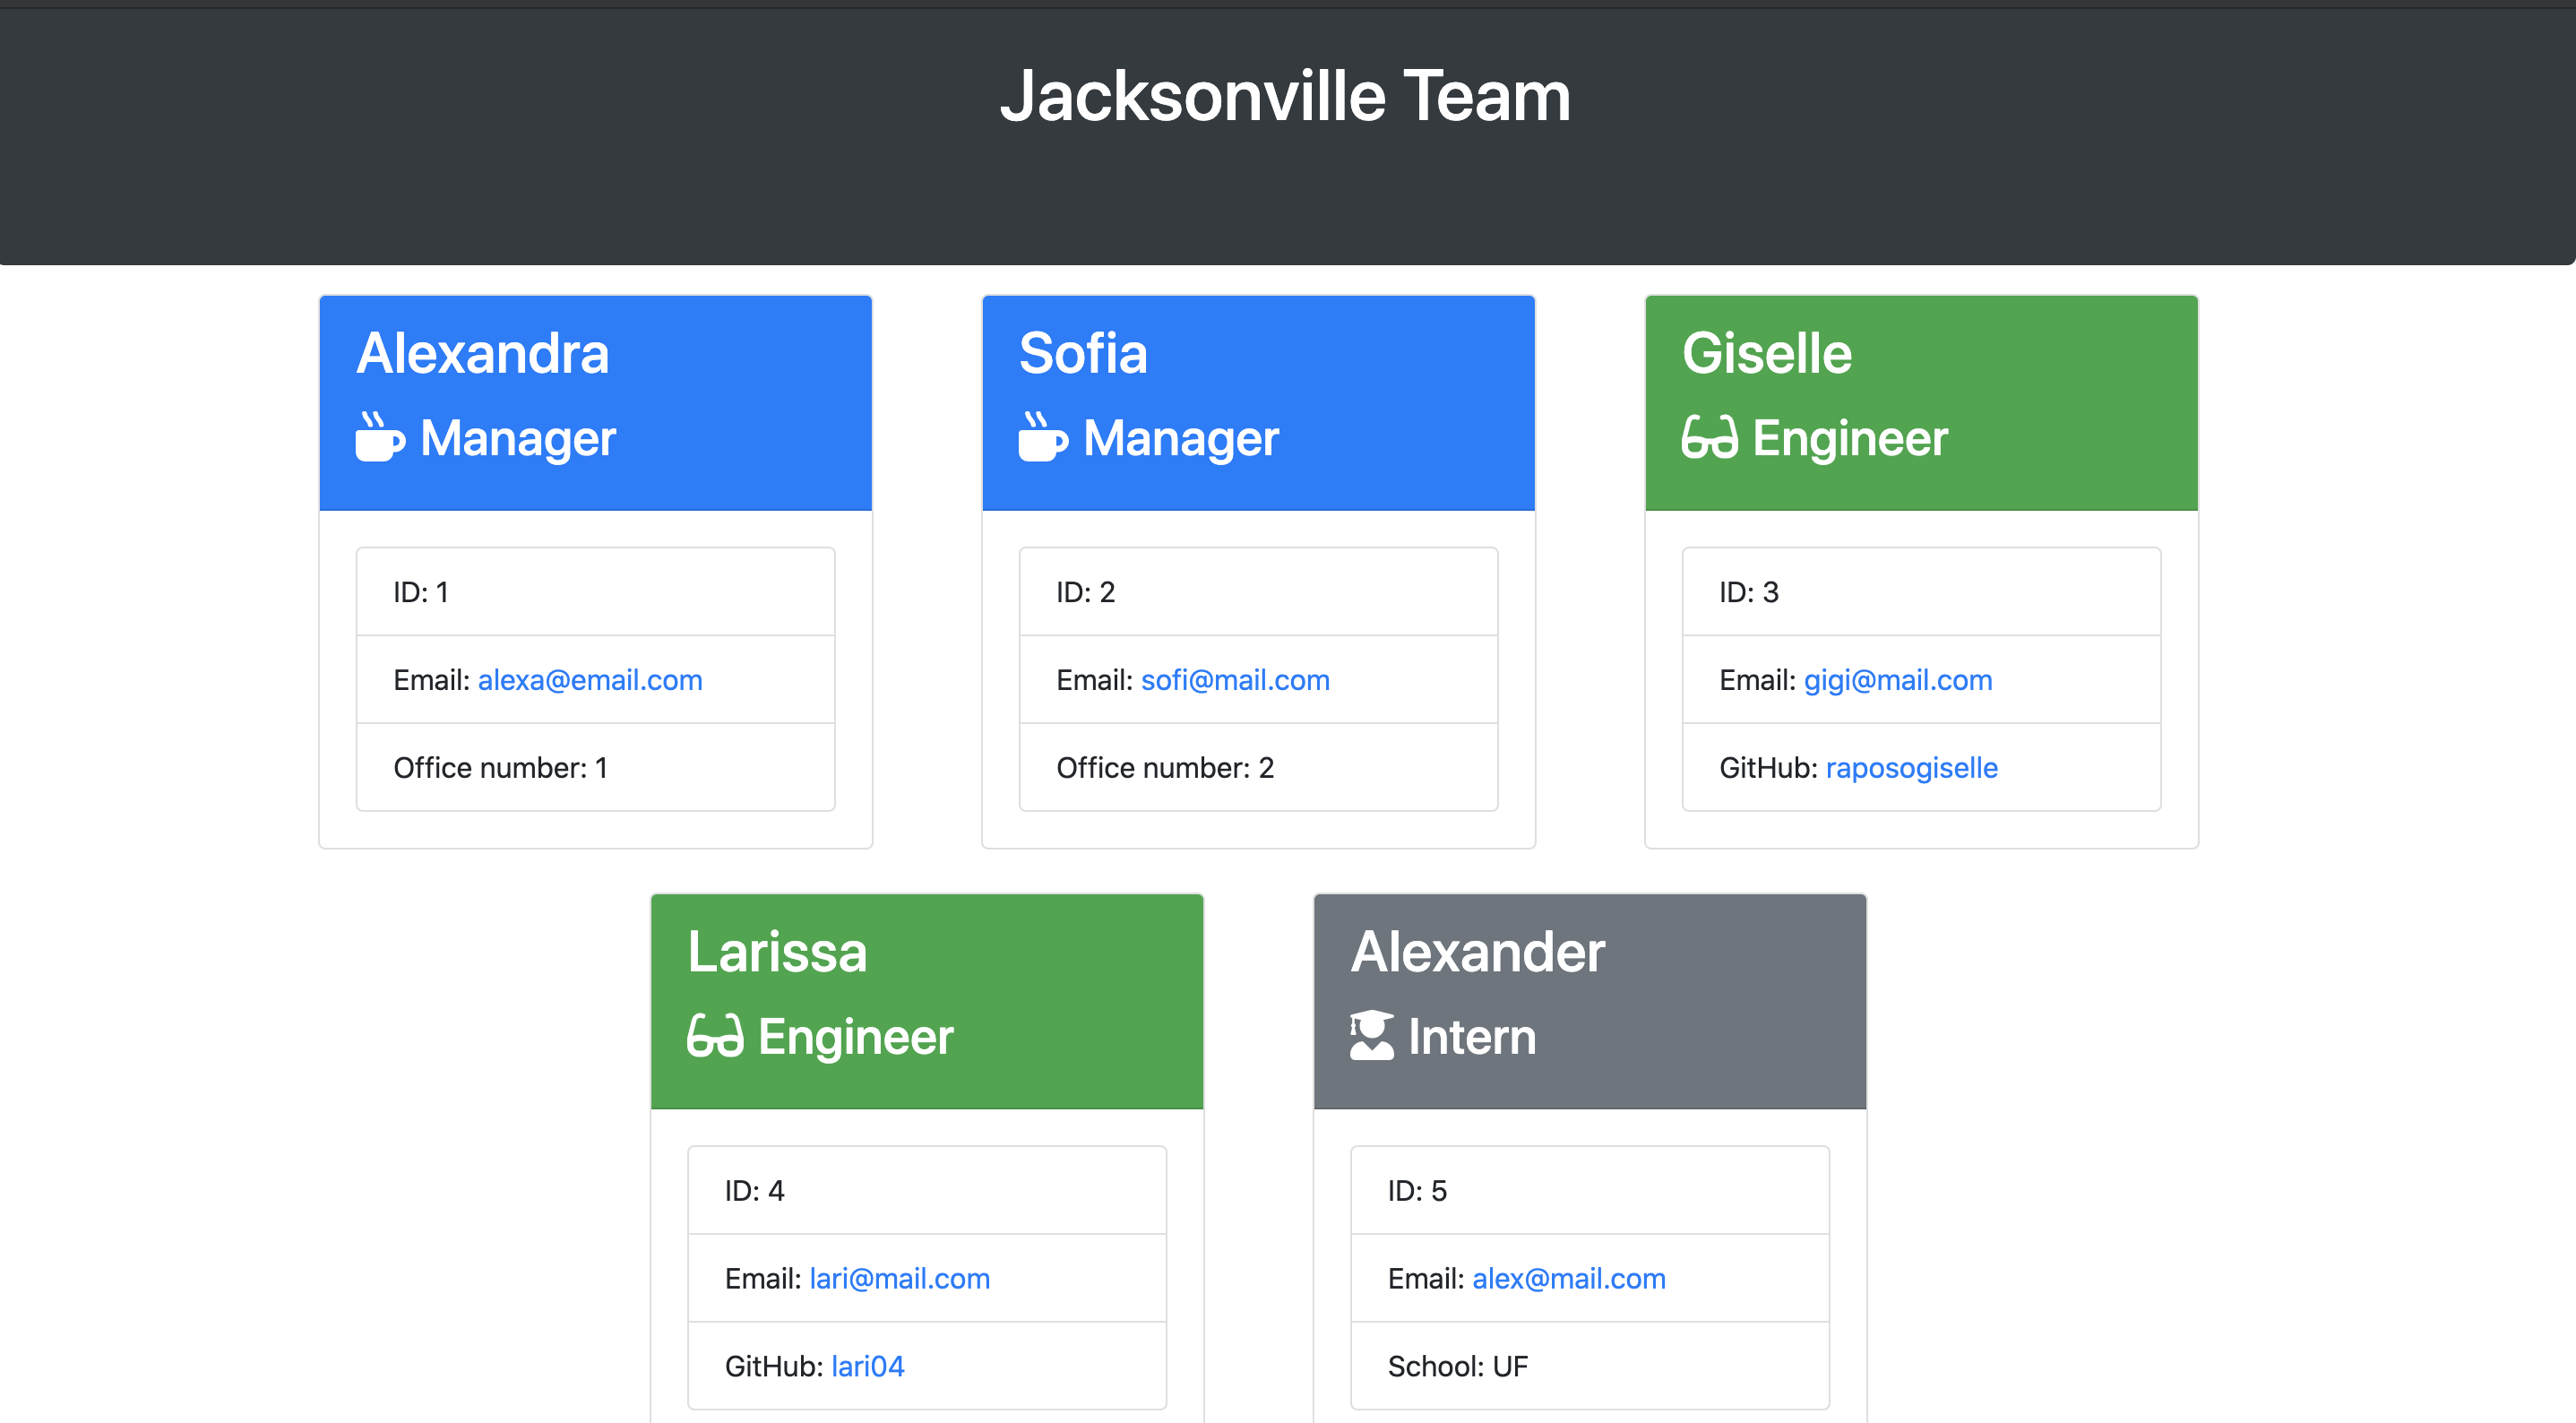 Jacksonville Team
Alexandra
Manager
ID: 1
Email: alexa@email.com
Office number: 1
Sofia
Manager
ID: 2
Email: sofi@mail.com
Office number: 2
Giselle
Engineer
ID: 3
Email: gigi@mail.com
GitHub: raposogiselle
Larissa
Engineer
ID: 4
Email: lari@mail.com
GitHub: lari04
Alexander
Intern
ID: 5
Email: alex@mail.com
School: UF